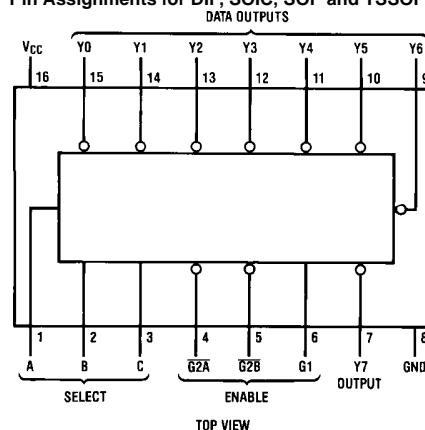 Pin Assignments for DIP, SOIC, SOP and TSSOP
DATA OUTPUTS
VCC Y0 Y1 Y2 Y3 Y4 Y5 Y6
16 15 14 13 12 11 10 9
1 2 3 4 5 6 7 8
A B C G2A G2B G1 Y7 GND
OUTPUT
SELECT ENABLE
TOP VIEW